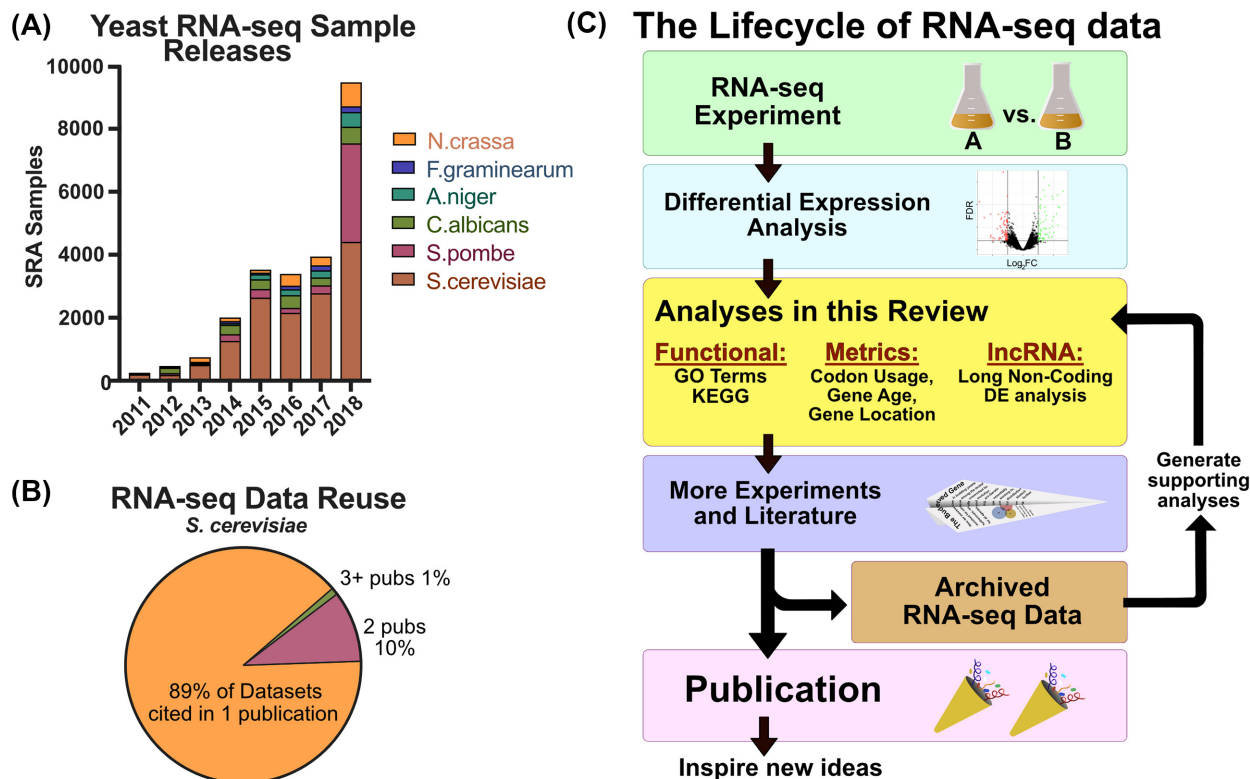 (A)
Yeast RNA-seq Sample
Releases
SRA Samples
10000
8000
6000
4000
2000
0
2011
2012
2013
2014
2015
2016
2017
2018
N.crassa
F.graminearum
A.niger
C.albicans
S.pombe
S.cerevisiae
(B)
RNA-seq Data Reuse
S. cerevisiae
3+ pubs 1%
2 pubs
10%
89% of Datasets
cited in 1 publication
(C)
The Lifecycle of RNA-seq data
RNA-seq
Experiment
vs.
A
B
Differential Expression
Analysis
FDR
Log2FC
Analyses in this Review
Functional:
GO Terms
KEGG
Metrics:
Codon Usage,
Gene Age,
Gene Location
lncRNA:
Long Non-Coding
DE analysis
Generate
supporting
analyses
More Experiments
and Literature
Archived
RNA-seq Data
Publication
Inspire new ideas